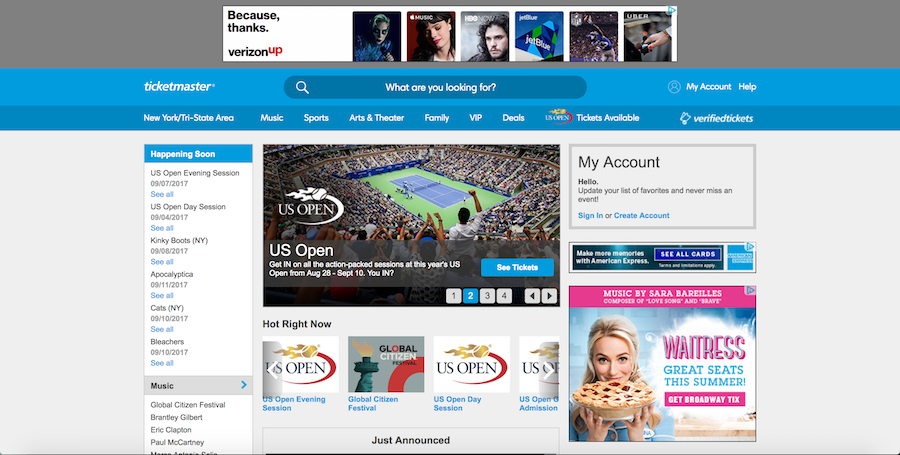 Because,
thanks.
verizonup
MUSIC
HBO NOW
jetBlue
jetBlue
UBER
ticketmaster®
What are you looking for?
My Account
Help
New York/Tri-State Area
Music
Sports
Arts & Theater
Family
VIP
Deals
US OPEN
Tickets Available
verifiedtickets
Happening Soon
US Open Evening Session
09/07/2017
See all
US Open Day Session
09/04/2017
See all
Kinky Boots (NY)
09/08/2017
See all
Apocalyptica
09/11/2017
See all
Cats (NY)
09/10/2017
See all
Bleachers
09/10/2017
See all
Music
Global Citizen Festival
Brantley Gilbert
Eric Clapton
Paul McCartney
US OPEN
US Open
Get IN on all the action-packed sessions at this year's US
Open from Aug 28 - Sept 10. You IN?
See Tickets
1 2 3 4
Hot Right Now
US OPEN
US Open Evening
Session
GLOBAL
CITIZEN
FESTIVAL
Global Citizen
Festival
US OPEN
US Open Day
Session
US O
US Open G
Admission
Just Announced
My Account
Hello.
Update your list of favorites and never miss an
event!
Sign In or Create Account
Make more memories
with American Express.
SEE ALL CARDS
Terms and limitations apply.
MUSIC BY SARA BAREILLES
COMPOSER OF "LOVE SONG" AND "BRAVE"
WAITRESS
GREAT SEATS
THIS SUMMER!
GET BROADWAY TIX